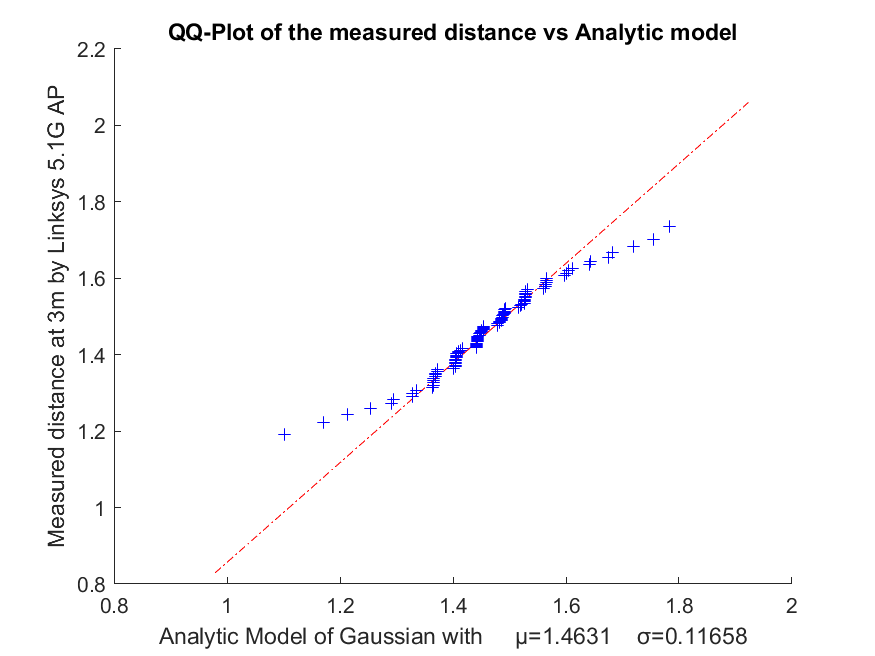 QQ-Plot of the measured distance vs Analytic model
Measured distance at 3m by Linksys 5.1G AP
2.2
2
1.8
1.6
1.4
1.2
1
0.8
0.8 1 1.2 1.4 1.6 1.8 2
Analytic Model of Gaussian with μ=1.4631 σ=0.11658